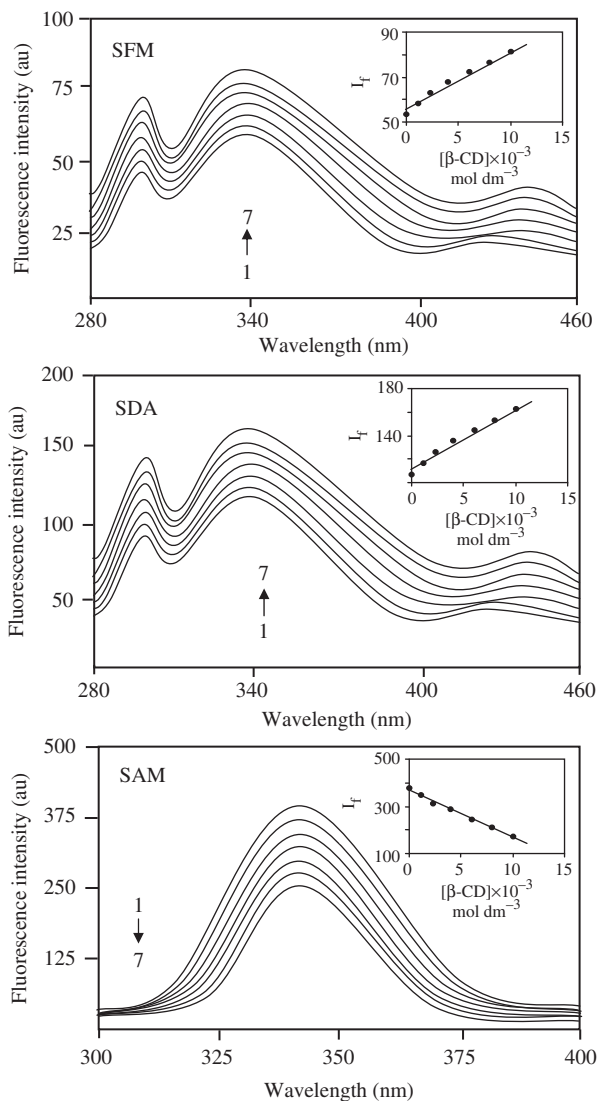 100
75
50
25
280
340
400
460
Fluorescence intensity (au)
Wavelength (nm)
SFM
7
1
90
70
50
0
5
10
15
I_f
[β-CD]×10⁻³
mol dm⁻³
200
150
100
50
280
340
400
460
Fluorescence intensity (au)
Wavelength (nm)
SDA
7
1
180
140
100
0
5
10
15
I_f
[β-CD]×10⁻³
mol dm⁻³
500
375
250
125
300
325
350
375
400
Fluorescence intensity (au)
Wavelength (nm)
SAM
1
7
500
300
100
0
5
10
15
I_f
[β-CD]×10⁻³
mol dm⁻³